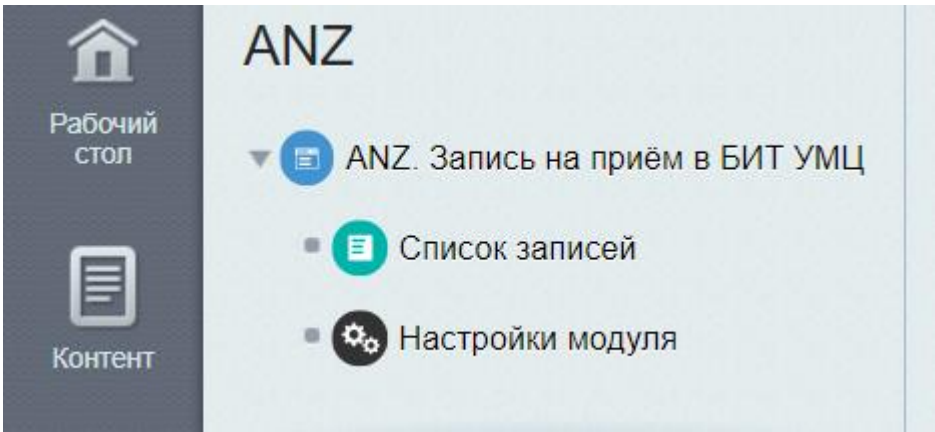 ANZ
Рабочий
стол
ANZ. Запись на приём в БИТ УМЦ
Список записей
Настройки модуля
Контент